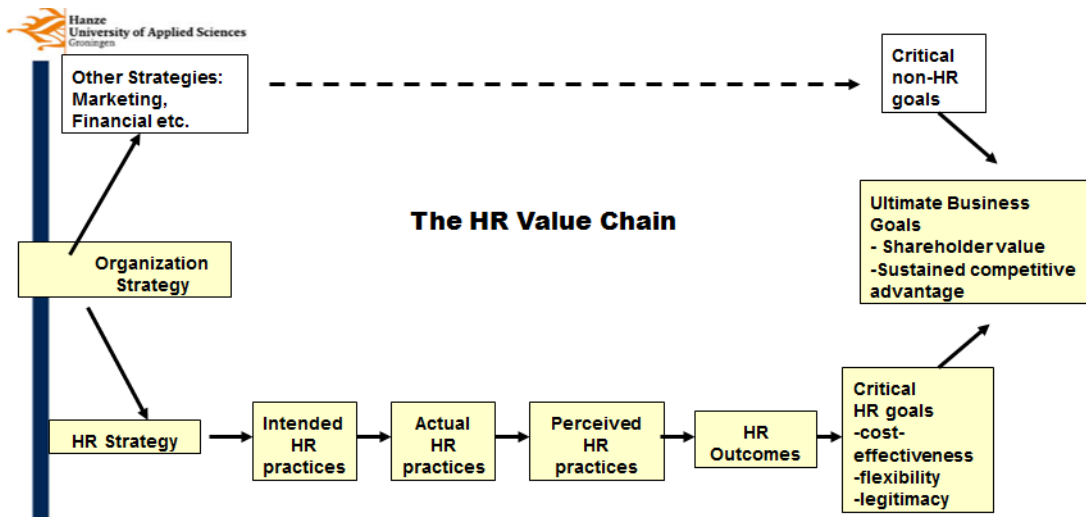 Hanze
University of Applied Sciences
Groningen
Other Strategies:
Marketing,
Financial etc.
Critical
non-HR
goals
The HR Value Chain
Ultimate Business
Goals
- Shareholder value
-Sustained competitive
advantage
Organization
Strategy
HR Strategy
Intended
HR
practices
Actual
HR
practices
Perceived
HR
practices
HR
Outcomes
Critical
HR goals
-cost-
effectiveness
-flexibility
-legitimacy